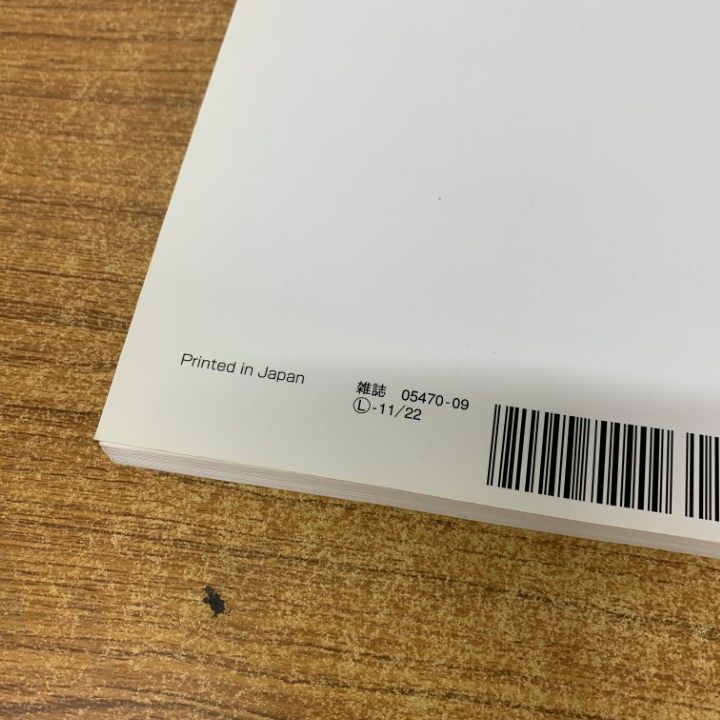 Printed in Japan
雑誌 05470-09
Ⓛ-11/22